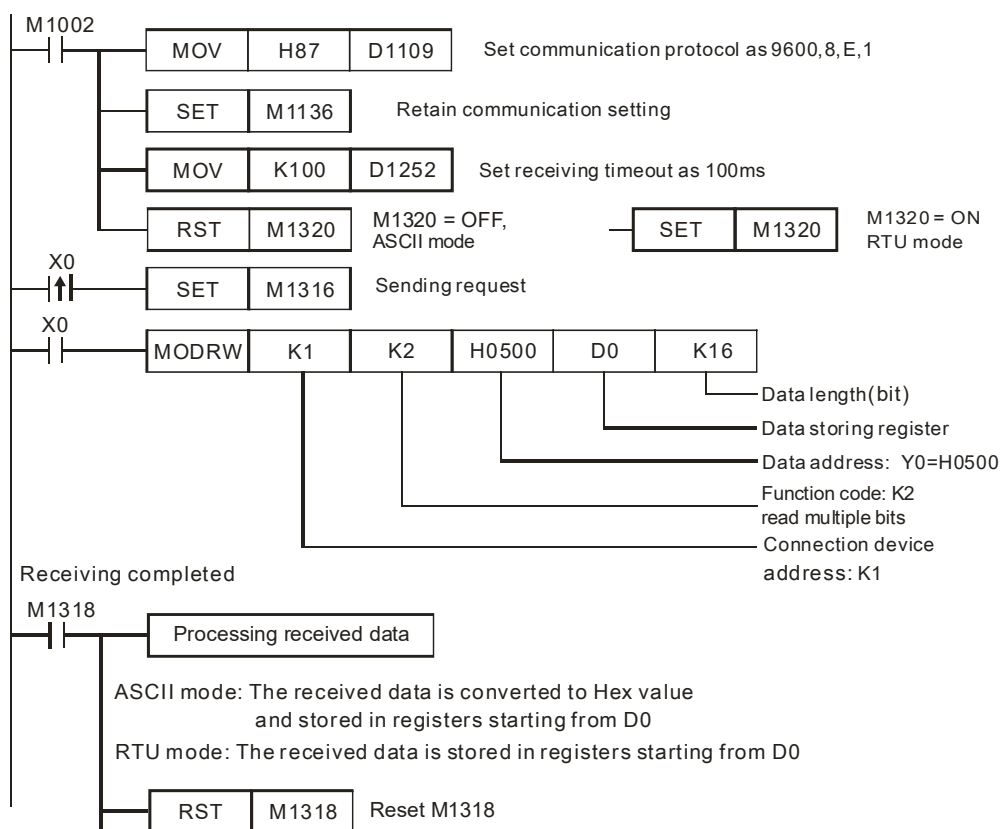 M1002
MOV H87 D1109 Set communication protocol as 9600,8,E,1
SET M1136 Retain communication setting
MOV K100 D1252 Set receiving timeout as 100ms
RST M1320 M1320 = OFF,
ASCII mode
SET M1320 M1320 = ON
RTU mode
X0
SET M1316 Sending request
X0
MODRW K1 K2 H0500 D0 K16
Data length(bit)
Data storing register
Data address: Y0=H0500
Function code: K2
read multiple bits
Connection device
address: K1
Receiving completed
M1318
Processing received data
ASCII mode: The received data is converted to Hex value
and stored in registers starting from D0
RTU mode: The received data is stored in registers starting from D0
RST M1318 Reset M1318